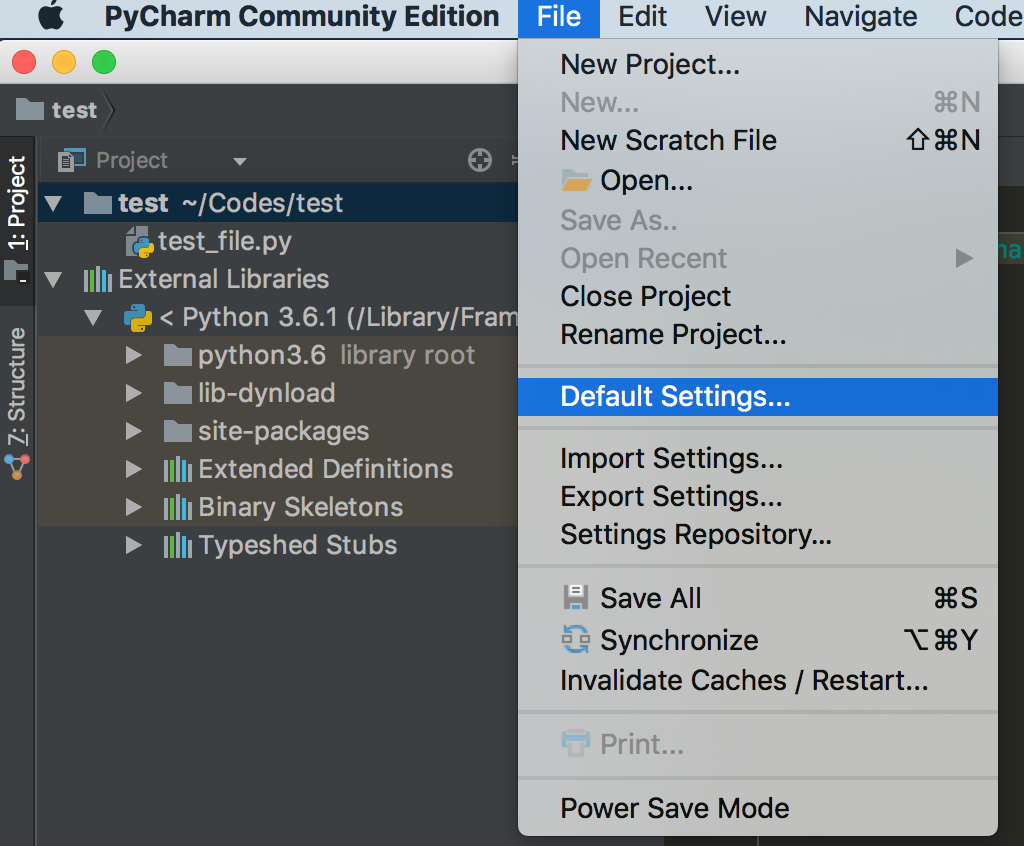 PyCharm Community Edition File Edit View Navigate Code
test
1: Project
7: Structure
Project
test ~/Codes/test
test_file.py
External Libraries
< Python 3.6.1 (/Library/Fram
python3.6 library root
lib-dynload
site-packages
Extended Definitions
Binary Skeletons
Typeshed Stubs
New Project...
New... ⌘N
New Scratch File ⇧⌘N
Open...
Save As..
Open Recent
Close Project
Rename Project...
Default Settings...
Import Settings...
Export Settings...
Settings Repository...
Save All ⌘S
Synchronize ⌥⌘Y
Invalidate Caches / Restart...
Print...
Power Save Mode